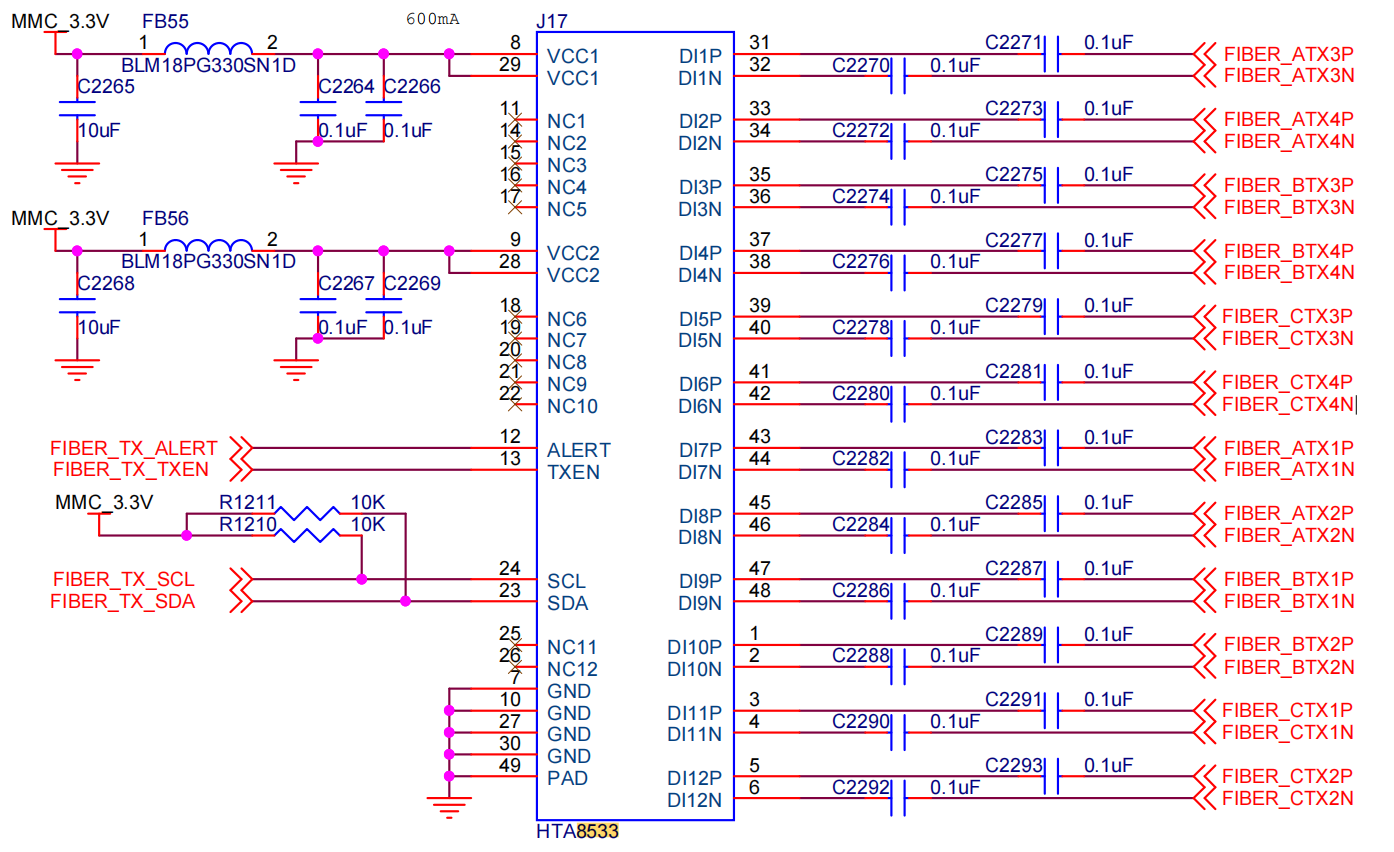 MMC_3.3V FB55 600mA J17
1 2 8 VCC1 DI1P 31 C2271 0.1uF FIBER_ATX3P
BLM18PG330SN1D 29 VCC1 DI1N 32 C2270 0.1uF FIBER_ATX3N
C2265 C2264 C2266
11 NC1 DI2P 33 C2273 0.1uF FIBER_ATX4P
10uF 0.1uF 0.1uF 14 NC2 DI2N 34 C2272 0.1uF FIBER_ATX4N
15 NC3
16 NC4 DI3P 35 C2275 0.1uF FIBER_BTX3P
17 NC5 DI3N 36 C2274 0.1uF FIBER_BTX3N
MMC_3.3V FB56
1 2 9 VCC2 DI4P 37 C2277 0.1uF FIBER_BTX4P
BLM18PG330SN1D 28 VCC2 DI4N 38 C2276 0.1uF FIBER_BTX4N
C2268 C2267 C2269
18 NC6 DI5P 39 C2279 0.1uF FIBER_CTX3P
10uF 0.1uF 0.1uF 19 NC7 DI5N 40 C2278 0.1uF FIBER_CTX3N
20 NC8
21 NC9 DI6P 41 C2281 0.1uF FIBER_CTX4P
22 NC10 DI6N 42 C2280 0.1uF FIBER_CTX4N
FIBER_TX_ALERT 12 ALERT DI7P 43 C2283 0.1uF FIBER_ATX1P
FIBER_TX_TXEN 13 TXEN DI7N 44 C2282 0.1uF FIBER_ATX1N
MMC_3.3V
R1211 10K DI8P 45 C2285 0.1uF FIBER_ATX2P
R1210 10K DI8N 46 C2284 0.1uF FIBER_ATX2N
FIBER_TX_SCL 24 SCL DI9P 47 C2287 0.1uF FIBER_BTX1P
FIBER_TX_SDA 23 SDA DI9N 48 C2286 0.1uF FIBER_BTX1N
25 NC11 DI10P 1 C2289 0.1uF FIBER_BTX2P
26 NC12 DI10N 2 C2288 0.1uF FIBER_BTX2N
7 GND
10 GND DI11P 3 C2291 0.1uF FIBER_CTX1P
27 GND DI11N 4 C2290 0.1uF FIBER_CTX1N
30 GND
49 PAD DI12P 5 C2293 0.1uF FIBER_CTX2P
DI12N 6 C2292 0.1uF FIBER_CTX2N
HTA8533